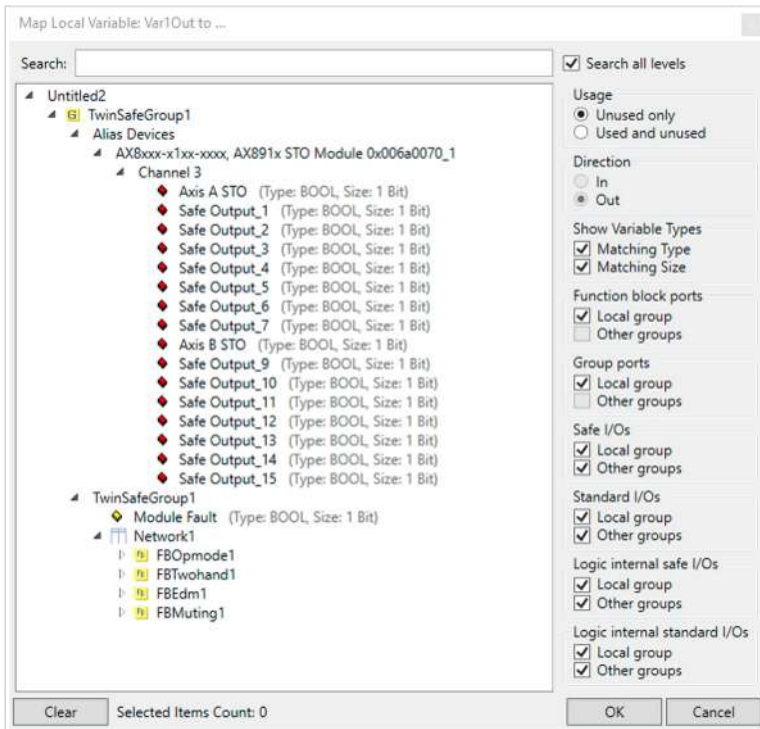 Map Local Variable: Var1Out to ...
Search:
Search all levels
Untitled2
TwinSafeGroup1
Alias Devices
AX8xxx-x1xx-xxxx, AX891x STO Module 0x006a0070_1
Channel 3
Axis A STO (Type: BOOL, Size: 1 Bit)
Safe Output_1 (Type: BOOL, Size: 1 Bit)
Safe Output_2 (Type: BOOL, Size: 1 Bit)
Safe Output_3 (Type: BOOL, Size: 1 Bit)
Safe Output_4 (Type: BOOL, Size: 1 Bit)
Safe Output_5 (Type: BOOL, Size: 1 Bit)
Safe Output_6 (Type: BOOL, Size: 1 Bit)
Safe Output_7 (Type: BOOL, Size: 1 Bit)
Axis B STO (Type: BOOL, Size: 1 Bit)
Safe Output_9 (Type: BOOL, Size: 1 Bit)
Safe Output_10 (Type: BOOL, Size: 1 Bit)
Safe Output_11 (Type: BOOL, Size: 1 Bit)
Safe Output_12 (Type: BOOL, Size: 1 Bit)
Safe Output_13 (Type: BOOL, Size: 1 Bit)
Safe Output_14 (Type: BOOL, Size: 1 Bit)
Safe Output_15 (Type: BOOL, Size: 1 Bit)
TwinSafeGroup1
Module Fault (Type: BOOL, Size: 1 Bit)
Network1
FBOpmode1
FBTwohand1
FBEdm1
FBMuting1
Usage
Unused only
Used and unused
Direction
In
Out
Show Variable Types
Matching Type
Matching Size
Function block ports
Local group
Other groups
Group ports
Local group
Other groups
Safe I/Os
Local group
Other groups
Standard I/Os
Local group
Other groups
Logic internal safe I/Os
Local group
Other groups
Logic internal standard I/Os
Local group
Other groups
Clear
Selected Items Count: 0
OK
Cancel